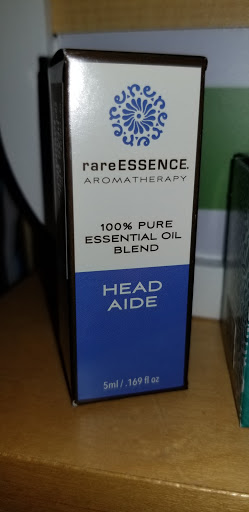 rareESSENCE.
AROMATHERAPY
100% PURE
ESSENTIAL OIL
BLEND
HEAD
AIDE
5ml/.169 fl oz